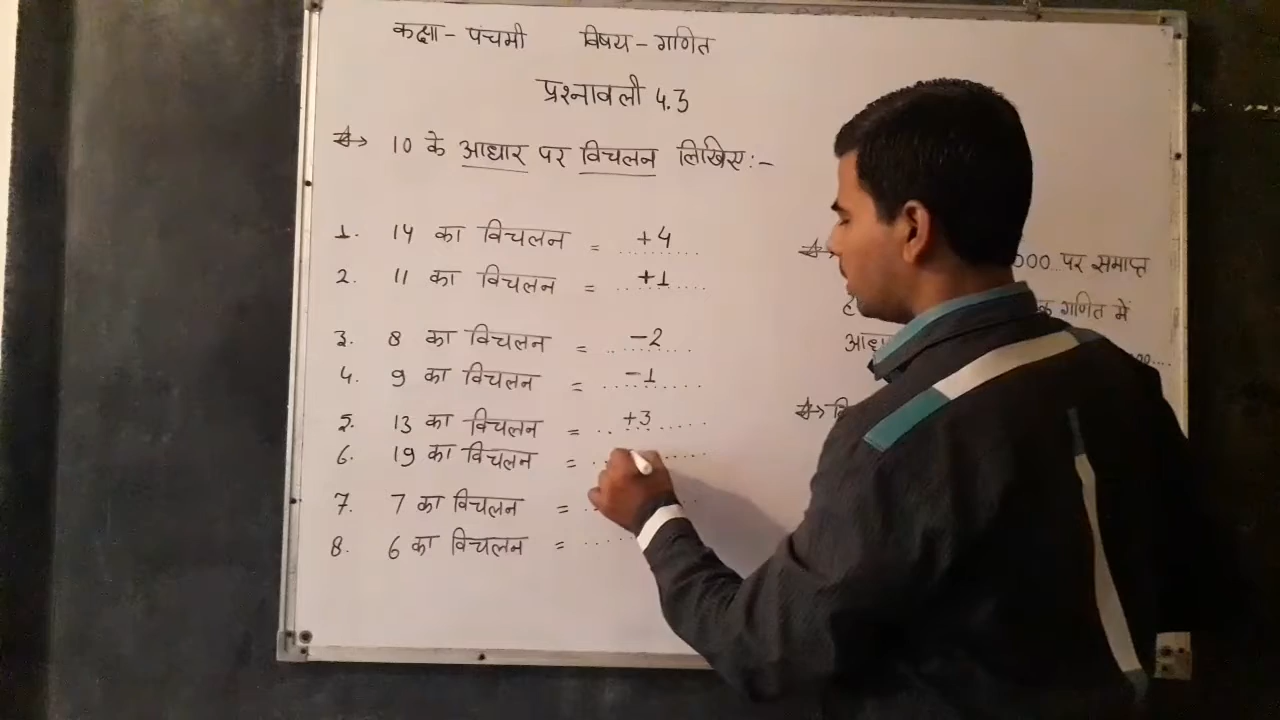 कक्षा - पंचमी विषय - गणित
प्रश्नावली 4.3
10 के आधार पर विचलन लिखिए :-
1. 14 का विचलन = +4
2. 11 का विचलन = +1
3. 8 का विचलन = -2
4. 9 का विचलन = -1
5. 13 का विचलन = +3
6. 19 का विचलन =
7. 7 का विचलन =
8. 6 का विचलन =
000.. पर समाप्त
गणित में